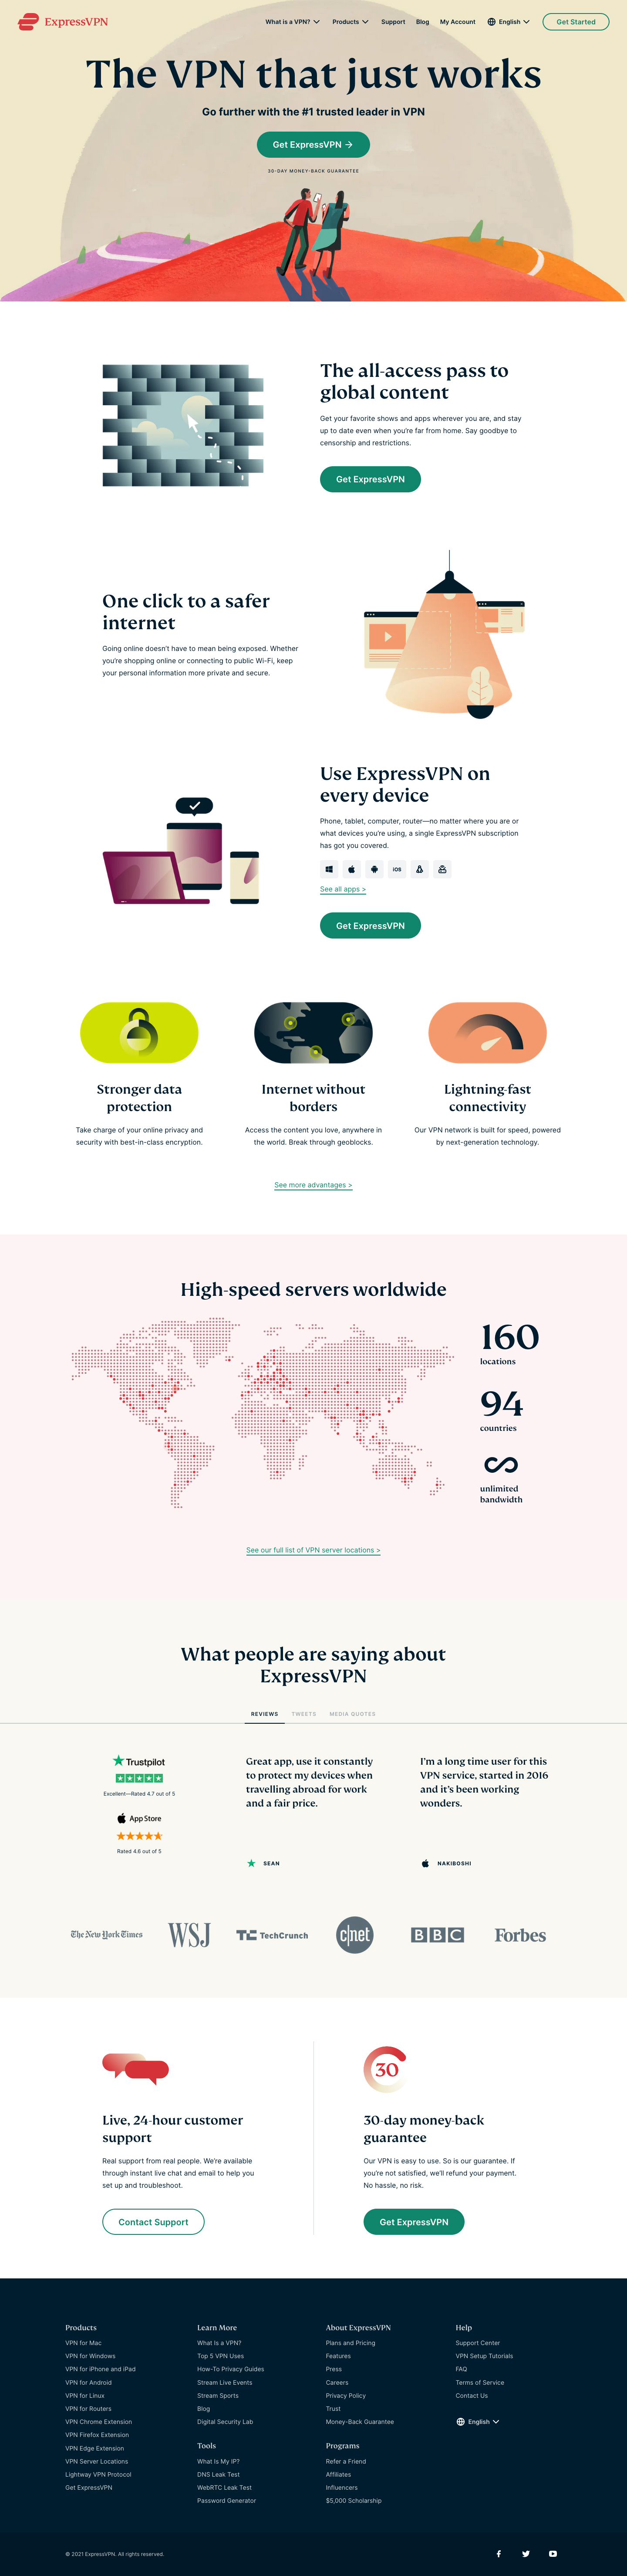 ExpressVPN
What is a VPN? Products Support Blog My Account English Get Started
The VPN that just works
Go further with the #1 trusted leader in VPN
Get ExpressVPN →
30-DAY MONEY-BACK GUARANTEE
The all-access pass to
global content
Get your favorite shows and apps wherever you are, and stay
up to date even when you're far from home. Say goodbye to
censorship and restrictions.
Get ExpressVPN
One click to a safer
internet
Going online doesn't have to mean being exposed. Whether
you're shopping online or connecting to public Wi-Fi, keep
your personal information more private and secure.
Use ExpressVPN on
every device
Phone, tablet, computer, router—no matter where you are or
what devices you're using, a single ExpressVPN subscription
has got you covered.
iOS
See all apps >
Get ExpressVPN
Stronger data
protection
Take charge of your online privacy and
security with best-in-class encryption.
Internet without
borders
Access the content you love, anywhere in
the world. Break through geoblocks.
Lightning-fast
connectivity
Our VPN network is built for speed, powered
by next-generation technology.
See more advantages >
High-speed servers worldwide
160
locations
94
countries
unlimited
bandwidth
See our full list of VPN server locations >
What people are saying about
ExpressVPN
REVIEWS TWEETS MEDIA QUOTES
Trustpilot
Excellent—Rated 4.7 out of 5
App Store
Rated 4.6 out of 5
Great app, use it constantly
to protect my devices when
travelling abroad for work
and a fair price.
SEAN
I'm a long time user for this
VPN service, started in 2016
and it's been working
wonders.
NAKIBOSHI
The New York Times WSJ TechCrunch c|net BBC Forbes
Live, 24-hour customer
support
Real support from real people. We're available
through instant live chat and email to help you
set up and troubleshoot.
Contact Support
30
30-day money-back
guarantee
Our VPN is easy to use. So is our guarantee. If
you're not satisfied, we'll refund your payment.
No hassle, no risk.
Get ExpressVPN
Products
VPN for Mac
VPN for Windows
VPN for iPhone and iPad
VPN for Android
VPN for Linux
VPN for Routers
VPN Chrome Extension
VPN Firefox Extension
VPN Edge Extension
VPN Server Locations
Lightway VPN Protocol
Get ExpressVPN
Learn More
What Is a VPN?
Top 5 VPN Uses
How-To Privacy Guides
Stream Live Events
Stream Sports
Blog
Digital Security Lab
Tools
What Is My IP?
DNS Leak Test
WebRTC Leak Test
Password Generator
About ExpressVPN
Plans and Pricing
Features
Press
Careers
Privacy Policy
Trust
Money-Back Guarantee
Programs
Refer a Friend
Affiliates
Influencers
$5,000 Scholarship
Help
Support Center
VPN Setup Tutorials
FAQ
Terms of Service
Contact Us
English
© 2021 ExpressVPN. All rights reserved.